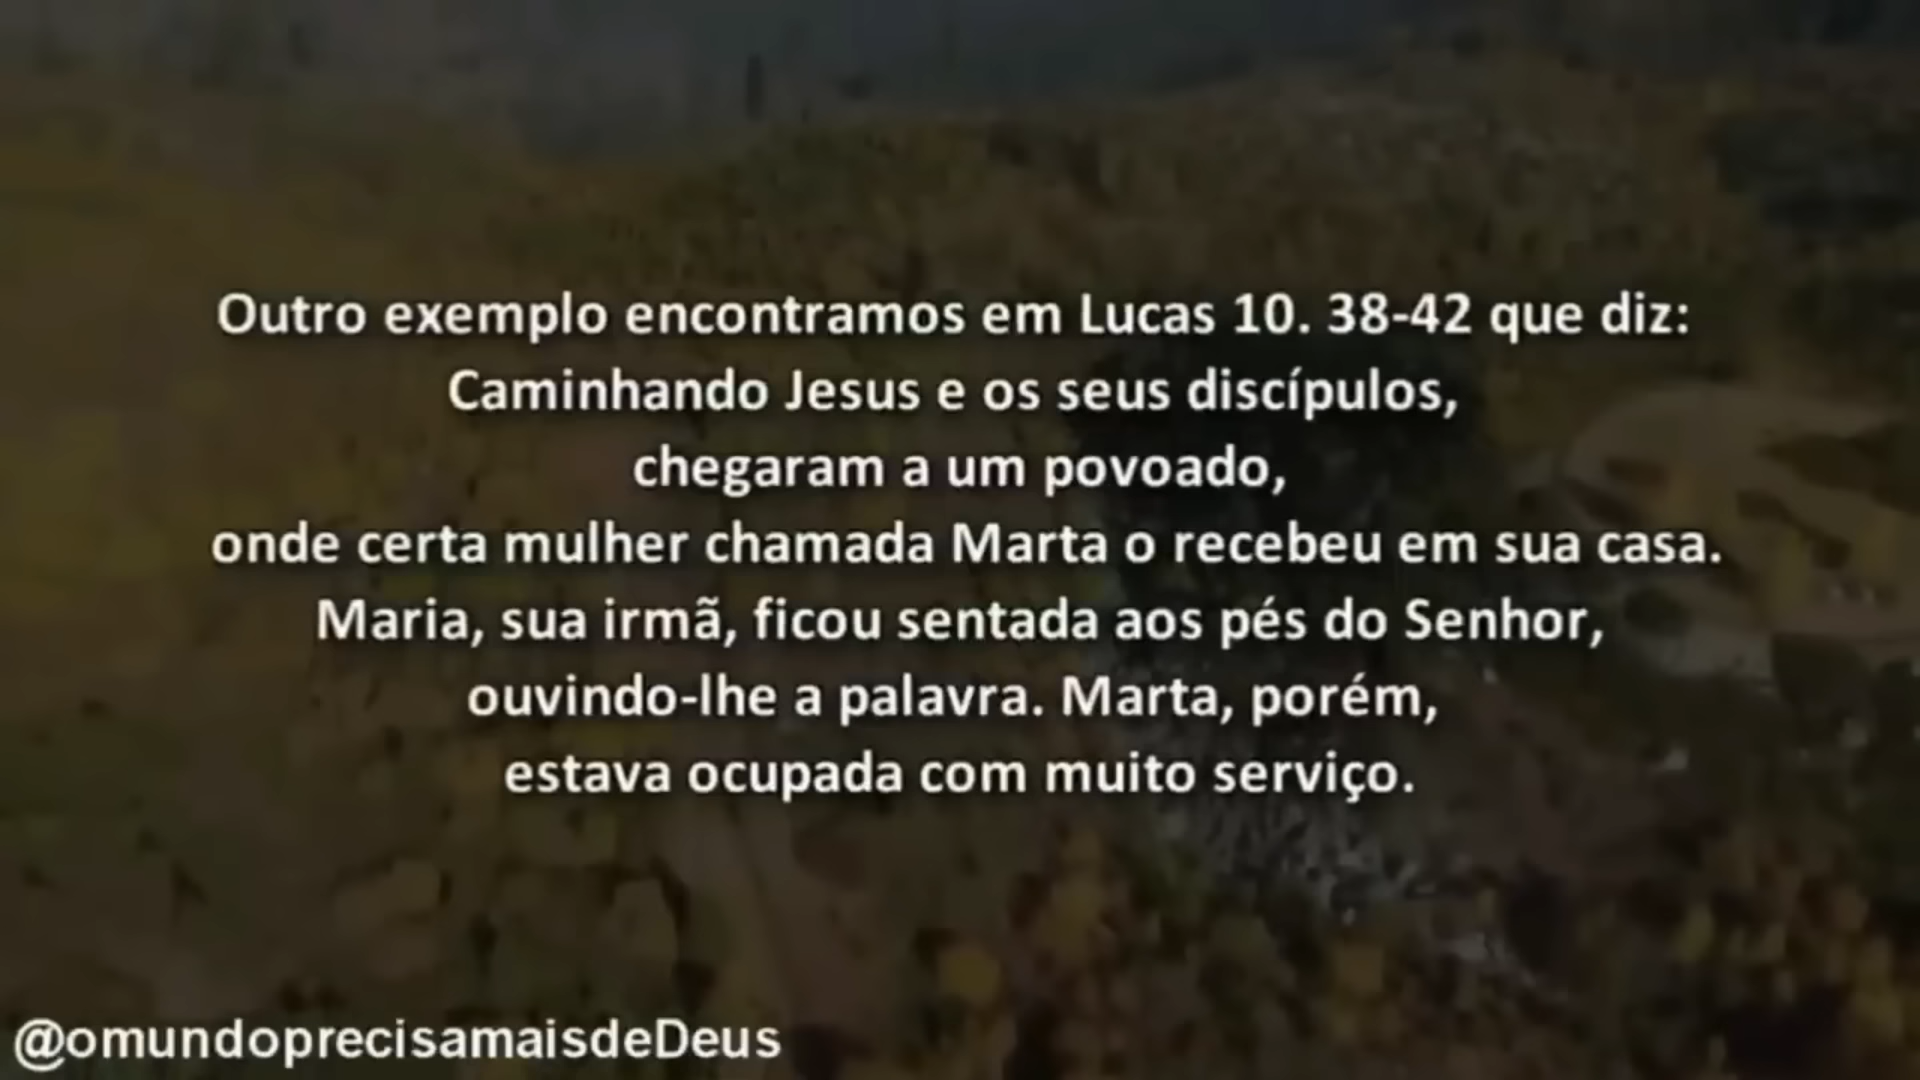 Outro exemplo encontramos em Lucas 10. 38-42 que diz:
Caminhando Jesus e os seus discípulos,
chegaram a um povoado,
onde certa mulher chamada Marta o recebeu em sua casa.
Maria, sua irmã, ficou sentada aos pés do Senhor,
ouvindo-lhe a palavra. Marta, porém,
estava ocupada com muito serviço.
@omundoprecisamaisdeDeus